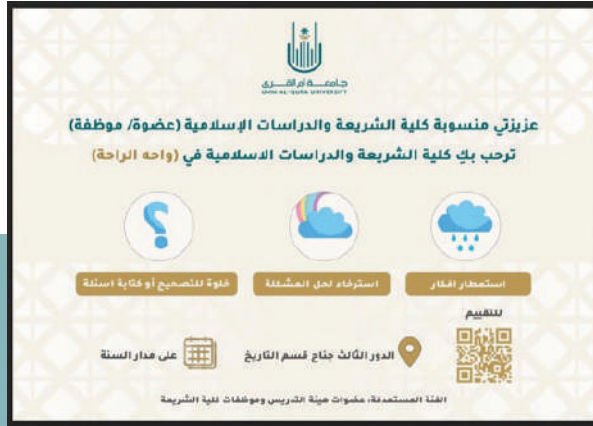 جامعة أم القرى
UMM AL-QURA UNIVERSITY
عزيزتي منسوبة كلية الشريعة والدراسات الإسلامية (عضوة/ موظفة)
ترحب بكِ كلية الشريعة والدراسات الاسلامية في (واحه الراحة)
استمطار افكار
استرخاء لحل المشكلة
خلوة للتصحيح أو كتابة اسئلة
للتقييم
الدور الثالث جناح قسم التاريخ
على مدار السنة
الفئة المستهدفة: عضوات هيئة التدريس وموظفات كلية الشريعة